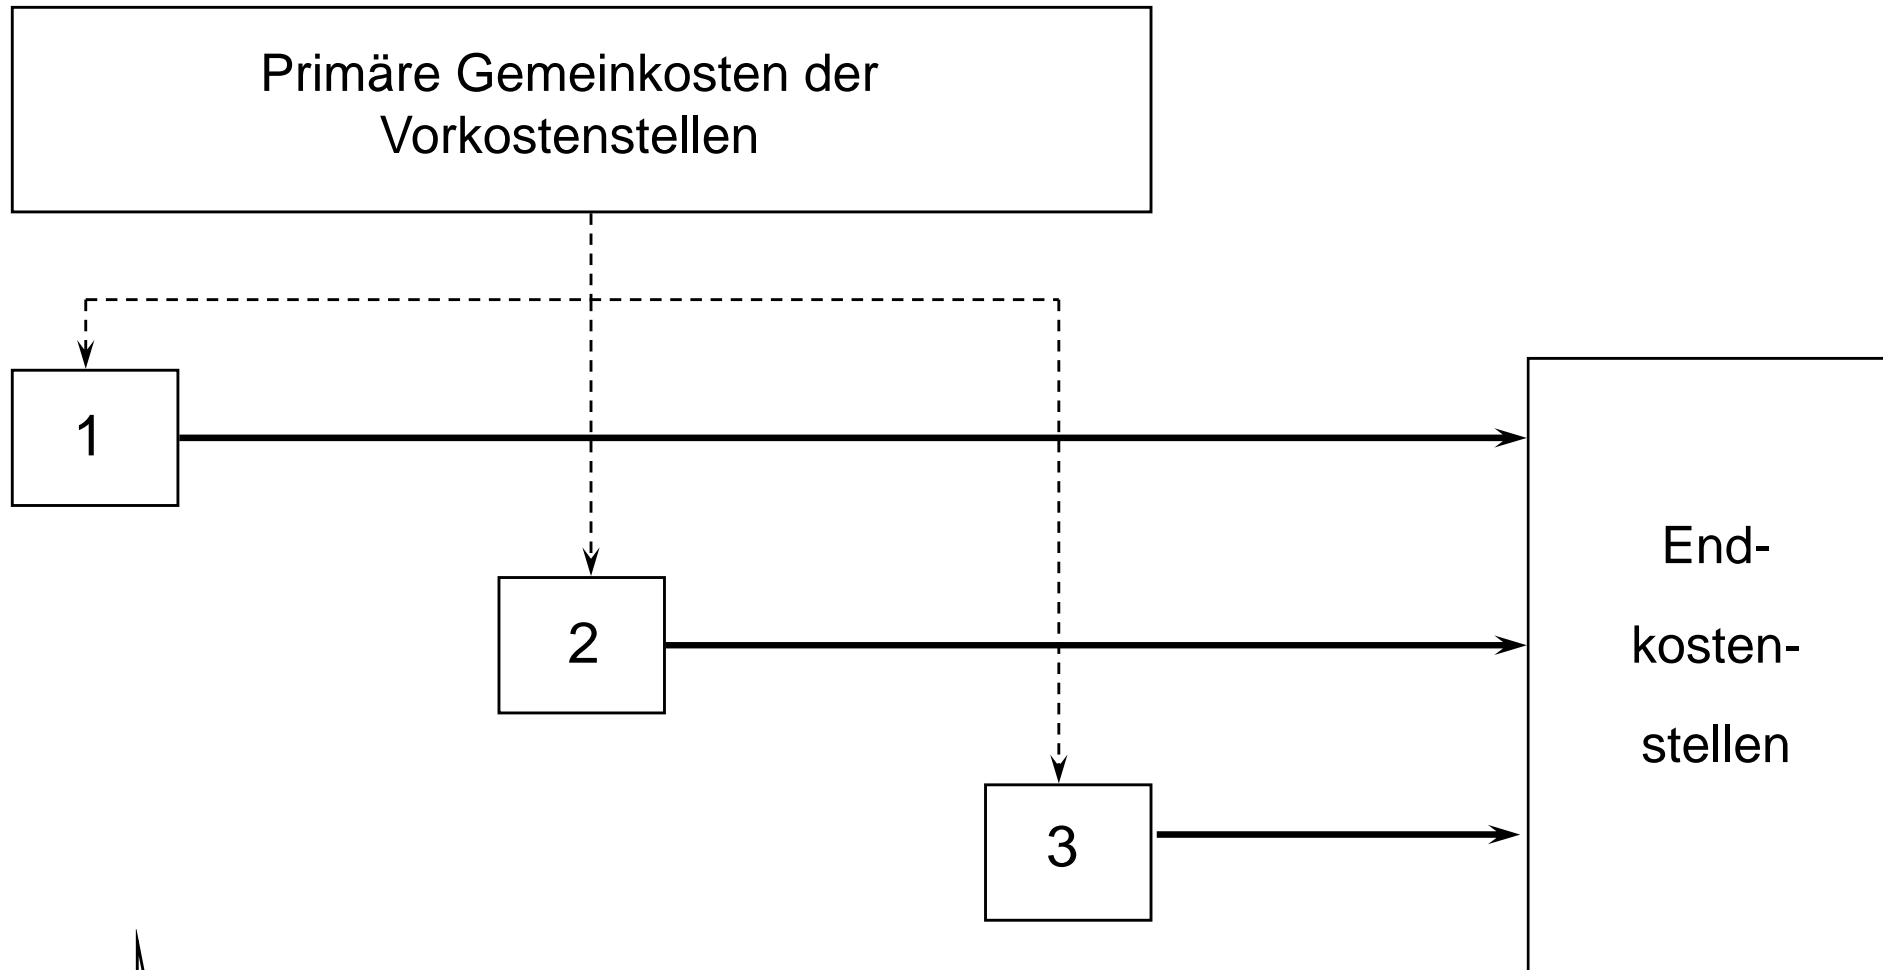 Primäre Gemeinkosten der
Vorkostenstellen
1
2
3
End-
kosten-
stellen